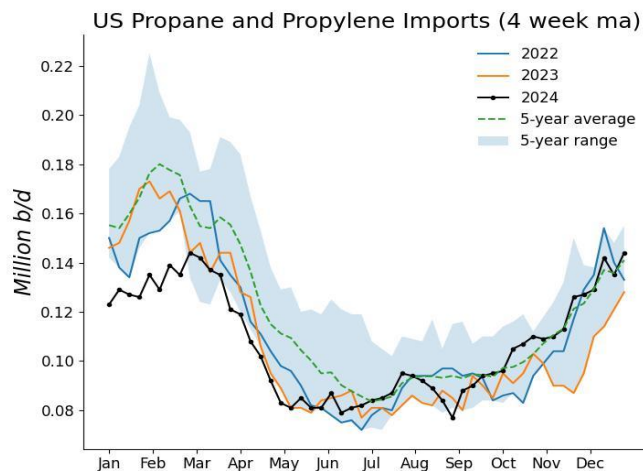 US Propane and Propylene Imports (4 week ma)
2022
2023
2024
5-year average
5-year range
Million b/d
0.22
0.20
0.18
0.16
0.14
0.12
0.10
0.08
Jan Feb Mar Apr May Jun Jul Aug Sep Oct Nov Dec